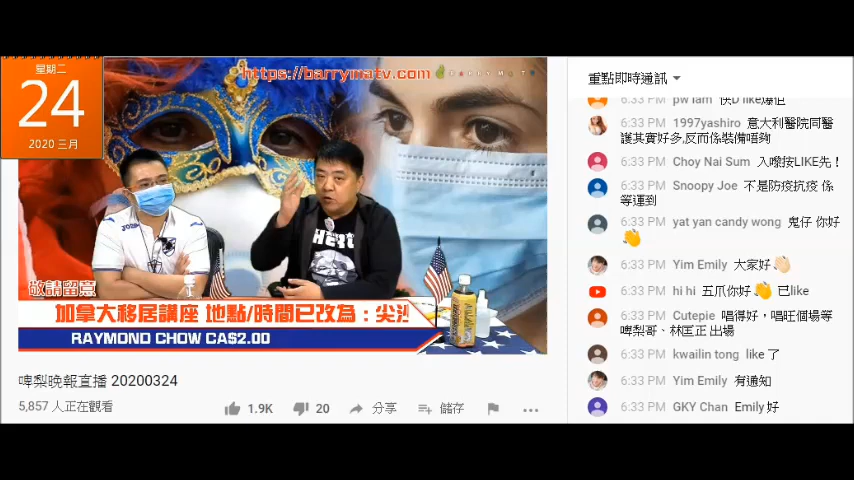 星期二
24
2020 三月
https://barrymatv.com
BARRY MA TV
敬請留意
加拿大移居講座 地點/時間已改為：尖沙
RAYMOND CHOW CA$2.00
HERO
啤梨晚報直播 20200324
5,857 人正在觀看
1.9K
20
分享
儲存
重點即時通訊
6:33 PM pw lam 快D like爆佢
6:33 PM 1997yashiro 意大利醫院同醫
護其實好多,反而係裝備唔夠
6:33 PM Choy Nai Sum 入嚟按LIKE先！
6:33 PM Snoopy Joe 不是防疫抗疫 係
等運到
6:33 PM yat yan candy wong 鬼仔 你好
6:33 PM Yim Emily 大家好
6:33 PM hi hi 五爪你好 已like
6:33 PM Cutepie 唱得好，唱旺個場等
啤梨哥、林匡正 出場
6:33 PM kwailin tong like 了
6:33 PM Yim Emily 有通知
6:33 PM GKY Chan Emily 好